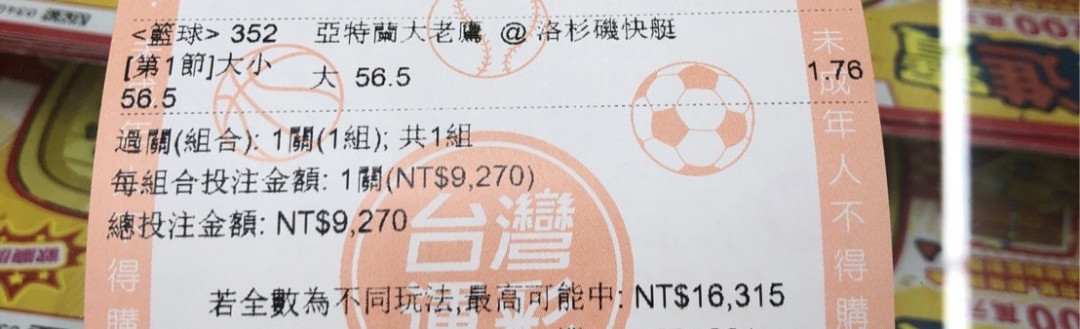 <籃球> 352 亞特蘭大老鷹 @ 洛杉磯快艇
[第1節]大小 大 56.5 1.76
56.5
過關(組合): 1關(1組); 共1組
每組合投注金額: 1關(NT$9,270)
總投注金額: NT$9,270
若全數為不同玩法,最高可能中: NT$16,315
台灣
運彩
未成年人不得購
得購